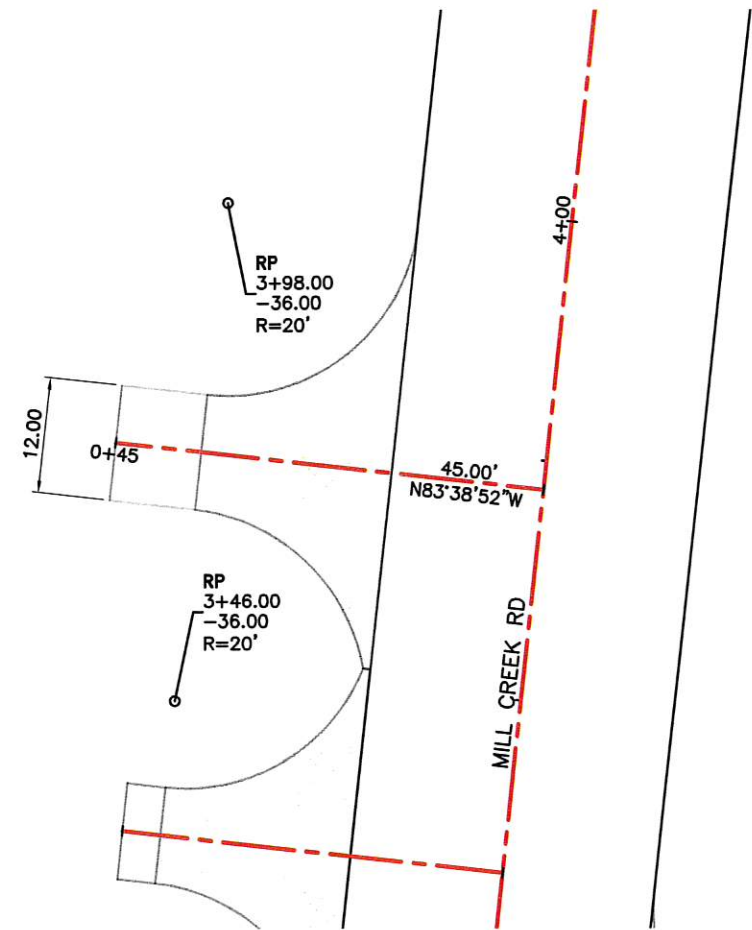 4+00
RP
3+98.00
-36.00
R=20'
12.00
0+45
45.00'
N83°38'52"W
RP
3+46.00
-36.00
R=20'
MILL CREEK RD